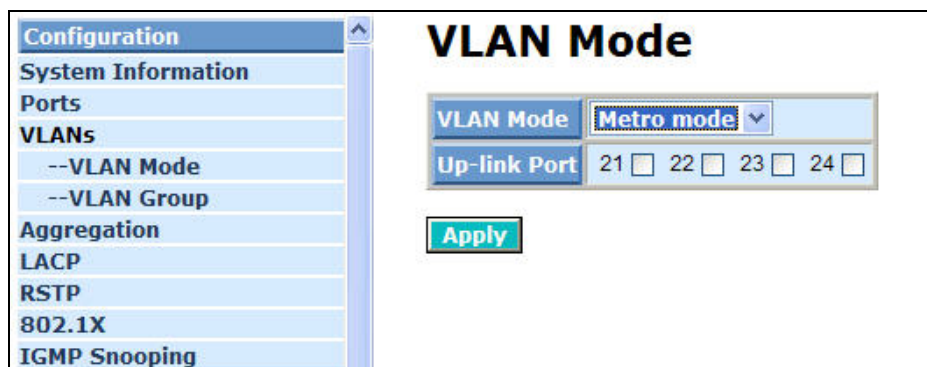 Configuration
System Information
Ports
VLANs
--VLAN Mode
--VLAN Group
Aggregation
LACP
RSTP
802.1X
IGMP Snooping
VLAN Mode
VLAN Mode Metro mode
Up-link Port 21 22 23 24
Apply